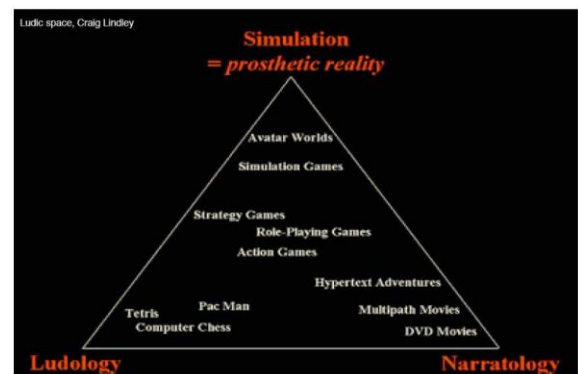 Ludic space, Craig Lindley
Simulation
= prosthetic reality
Avatar Worlds
Simulation Games
Strategy Games
Role-Playing Games
Action Games
Hypertext Adventures
Pac Man
Multipath Movies
Tetris
Computer Chess
DVD Movies
Ludology
Narratology